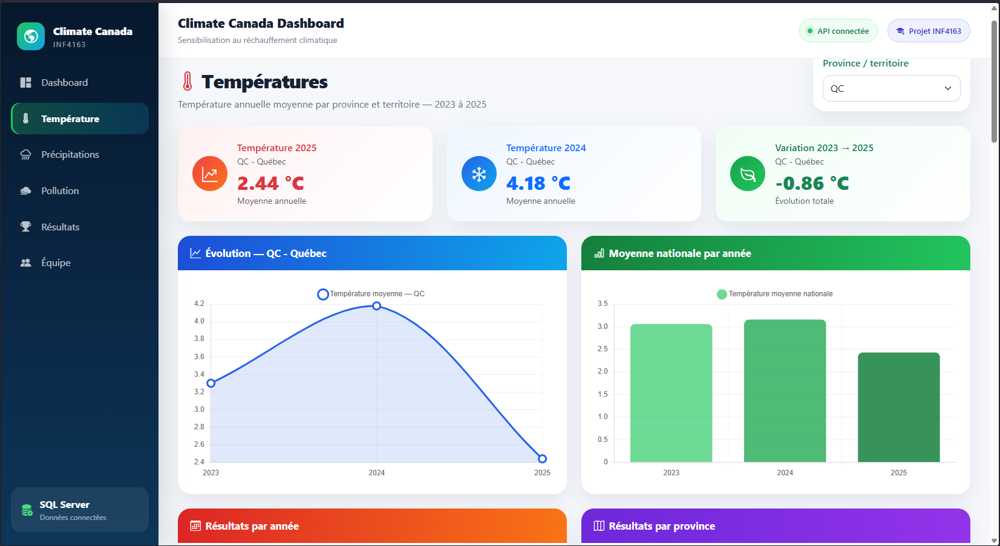 Climate Canada
INF4163
Dashboard
Température
Précipitations
Pollution
Résultats
Équipe
SQL Server
Données connectées
Climate Canada Dashboard
Sensibilisation au réchauffement climatique
API connectée
Projet INF4163
Températures
Température annuelle moyenne par province et territoire — 2023 à 2025
Province / territoire
QC
Température 2025
QC - Québec
2.44 °C
Moyenne annuelle
Température 2024
QC - Québec
4.18 °C
Moyenne annuelle
Variation 2023 → 2025
QC - Québec
-0.86 °C
Évolution totale
Évolution — QC - Québec
Température moyenne — QC
4.2
4.0
3.8
3.6
3.4
3.2
3.0
2.8
2.6
2.4
2023 2024 2025
Moyenne nationale par année
Température moyenne nationale
3.5
3.0
2.5
2.0
1.5
1.0
0.5
0
2023 2024 2025
Résultats par année
Résultats par province